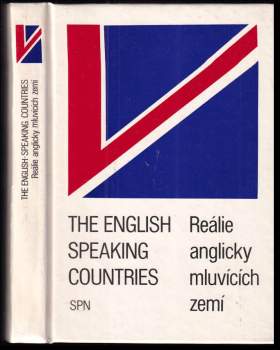 THE ENGLISH SPEAKING COUNTRIES
Reálie anglicky mluvících zemí
THE ENGLISH
SPEAKING
COUNTRIES
SPN
Reálie
anglicky
mluvících
zemí